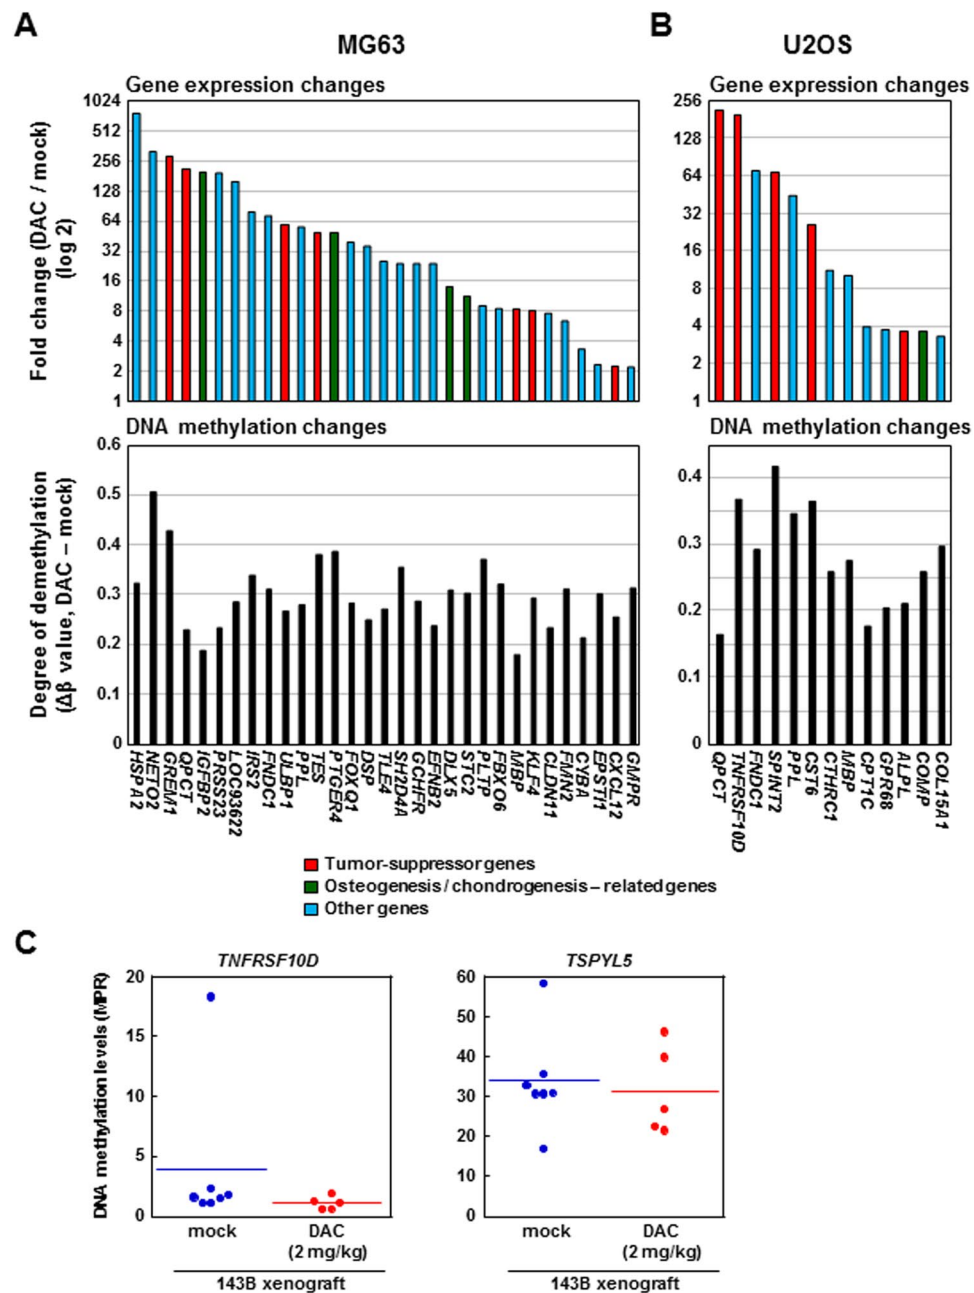 A
MG63
Gene expression changes
Fold change (DAC / mock)
(log 2)
1024
512
256
128
64
32
16
8
4
2
1
DNA methylation changes
Degree of demethylation
(Δβ value, DAC – mock)
0.6
0.5
0.4
0.3
0.2
0.1
0
HSPA2
NETO2
GREM1
QPCT
IGFBP2
PRSS23
LOC93622
IRS2
FNDC1
ULBP1
PPL
TES
PTGER4
FOXQ1
DSP
TLE4
SH2D4A
GCHFR
EFNB2
DLX5
STC2
PLTP
FBXO6
MBP
KLF4
CLDN11
FMN2
CYBA
EPSTI1
CXCL12
GMPR
B
U2OS
Gene expression changes
256
128
64
32
16
8
4
2
1
DNA methylation changes
0.4
0.3
0.2
0.1
0
QPCT
TNFRSF10D
FNDC1
SPINT2
PPL
CST6
CTHRC1
MBP
CPT1C
GPR68
ALPL
COMP
COL15A1
Tumor-suppressor genes
Osteogenesis / chondrogenesis – related genes
Other genes
C
TNFRSF10D
DNA methylation levels (MPR)
20
15
10
5
0
mock
DAC
(2 mg/kg)
143B xenograft
TSPYL5
60
50
40
30
20
10
0
mock
DAC
(2 mg/kg)
143B xenograft